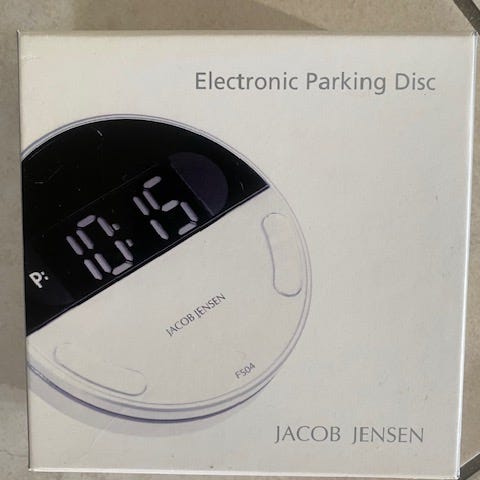 Electronic Parking Disc
P: 10:15
JACOB JENSEN
F504
JACOB JENSEN